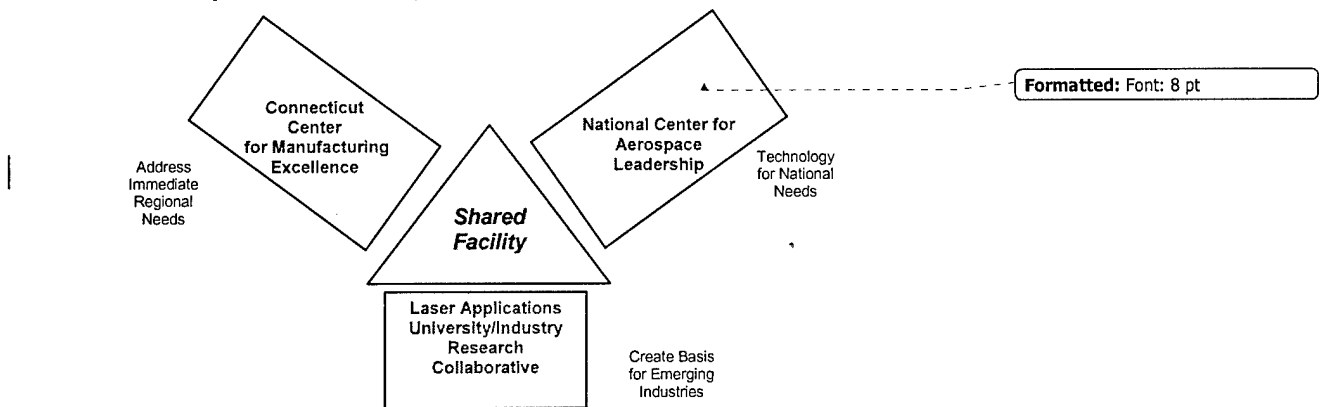 Connecticut
Center
for Manufacturing
Excellence
National Center for
Aerospace
Leadership
Formatted: Font: 8 pt
Address
Immediate
Regional
Needs
Technology
for National
Needs
Shared
Facility
Laser Applications
University/Industry
Research
Collaborative
Create Basis
for Emerging
Industries